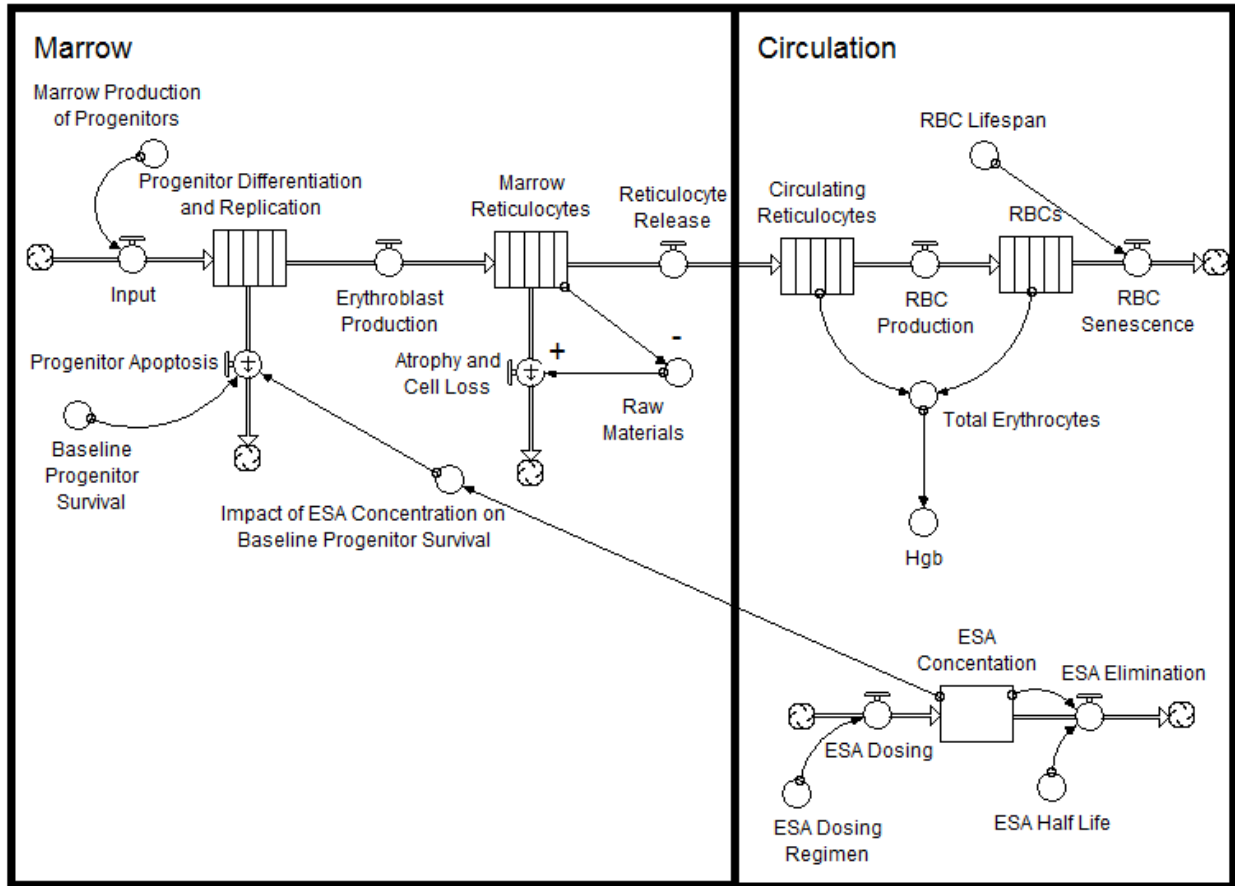 Marrow
Marrow Production
of Progenitors
Progenitor Differentiation
and Replication
Marrow
Reticulocytes
Reticulocyte
Release
Input
Erythroblast
Production
Progenitor Apoptosis
Atrophy and
Cell Loss
+
-
Raw
Materials
Baseline
Progenitor
Survival
Impact of ESA Concentration on
Baseline Progenitor Survival
Circulation
RBC Lifespan
Circulating
Reticulocytes
RBCs
RBC
Production
RBC
Senescence
Total Erythrocytes
Hgb
ESA
Concentation
ESA Elimination
ESA Dosing
ESA Dosing
Regimen
ESA Half Life